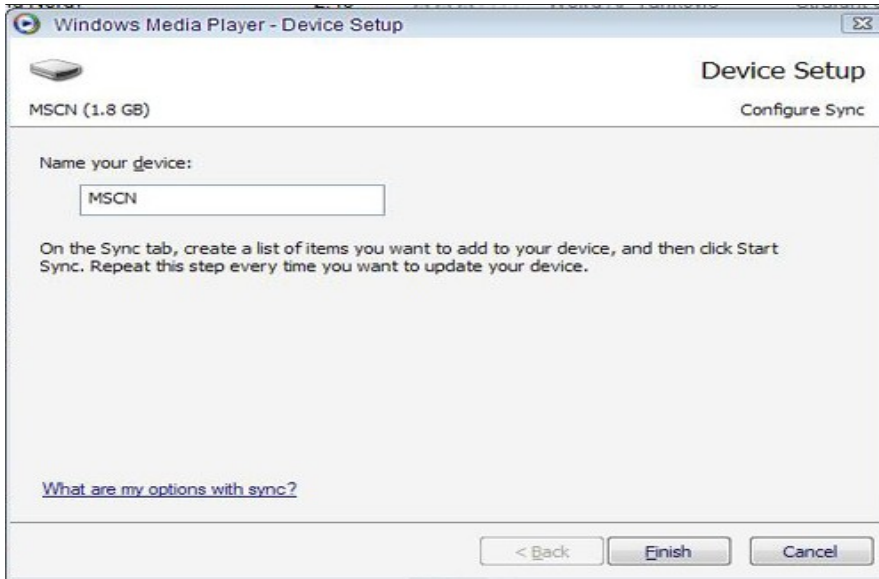 Windows Media Player - Device Setup
Device Setup
MSCN (1.8 GB)
Configure Sync
Name your device:
MSCN
On the Sync tab, create a list of items you want to add to your device, and then click Start
Sync. Repeat this step every time you want to update your device.
What are my options with sync?
< Back
Finish
Cancel